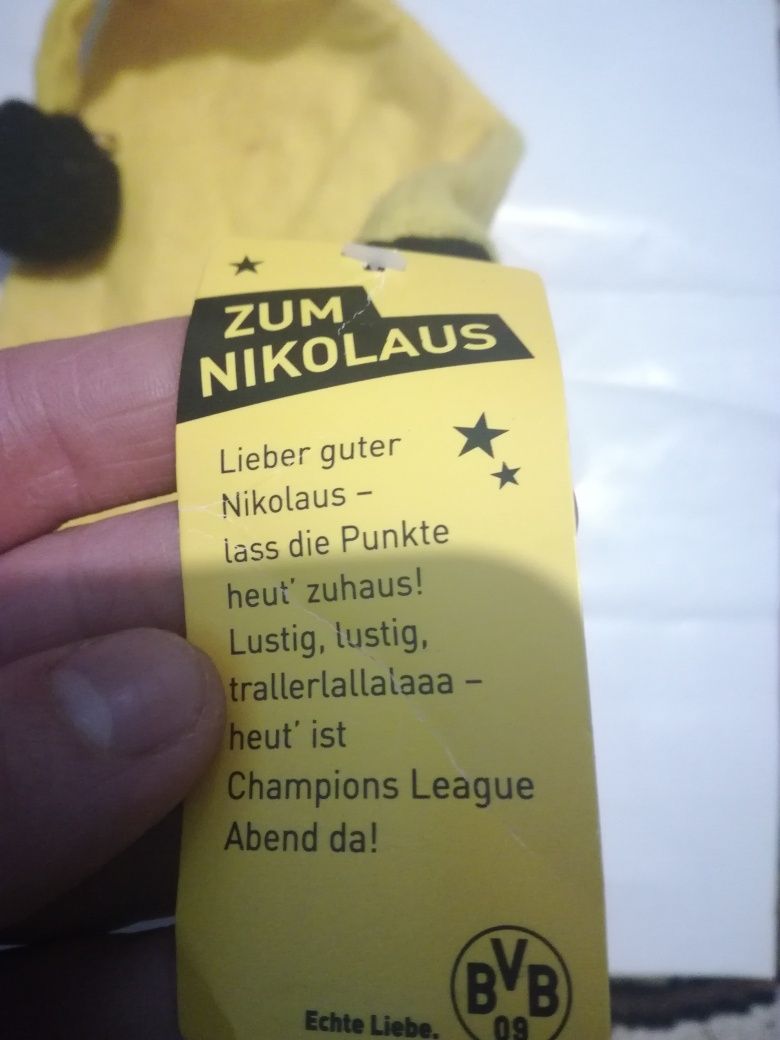 ZUM
NIKOLAUS
Lieber guter
Nikolaus –
lass die Punkte
heut’ zuhaus!
Lustig, lustig,
trallerlallalaaa –
heut’ ist
Champions League
Abend da!
Echte Liebe.
BVB
09